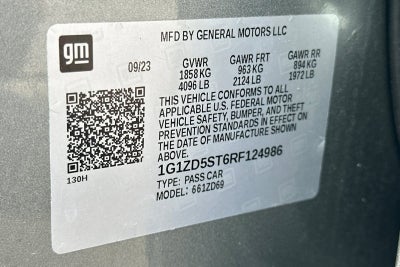 MFD BY GENERAL MOTORS LLC
gm
09/23 GVWR GAWR FRT GAWR RR
1858 KG 963 KG 894 KG
4096 LB 2124 LB 1972 LB
THIS VEHICLE CONFORMS TO ALL
APPLICABLE U.S. FEDERAL MOTOR
VEHICLE SAFETY, BUMPER, AND THEFT
PREVENTION STANDARDS IN EFFECT ON
THE DATE OF MANUFACTURE SHOWN
ABOVE.
1G1ZD5ST6RF124986
130H
TYPE: PASS CAR
MODEL: 661ZD69